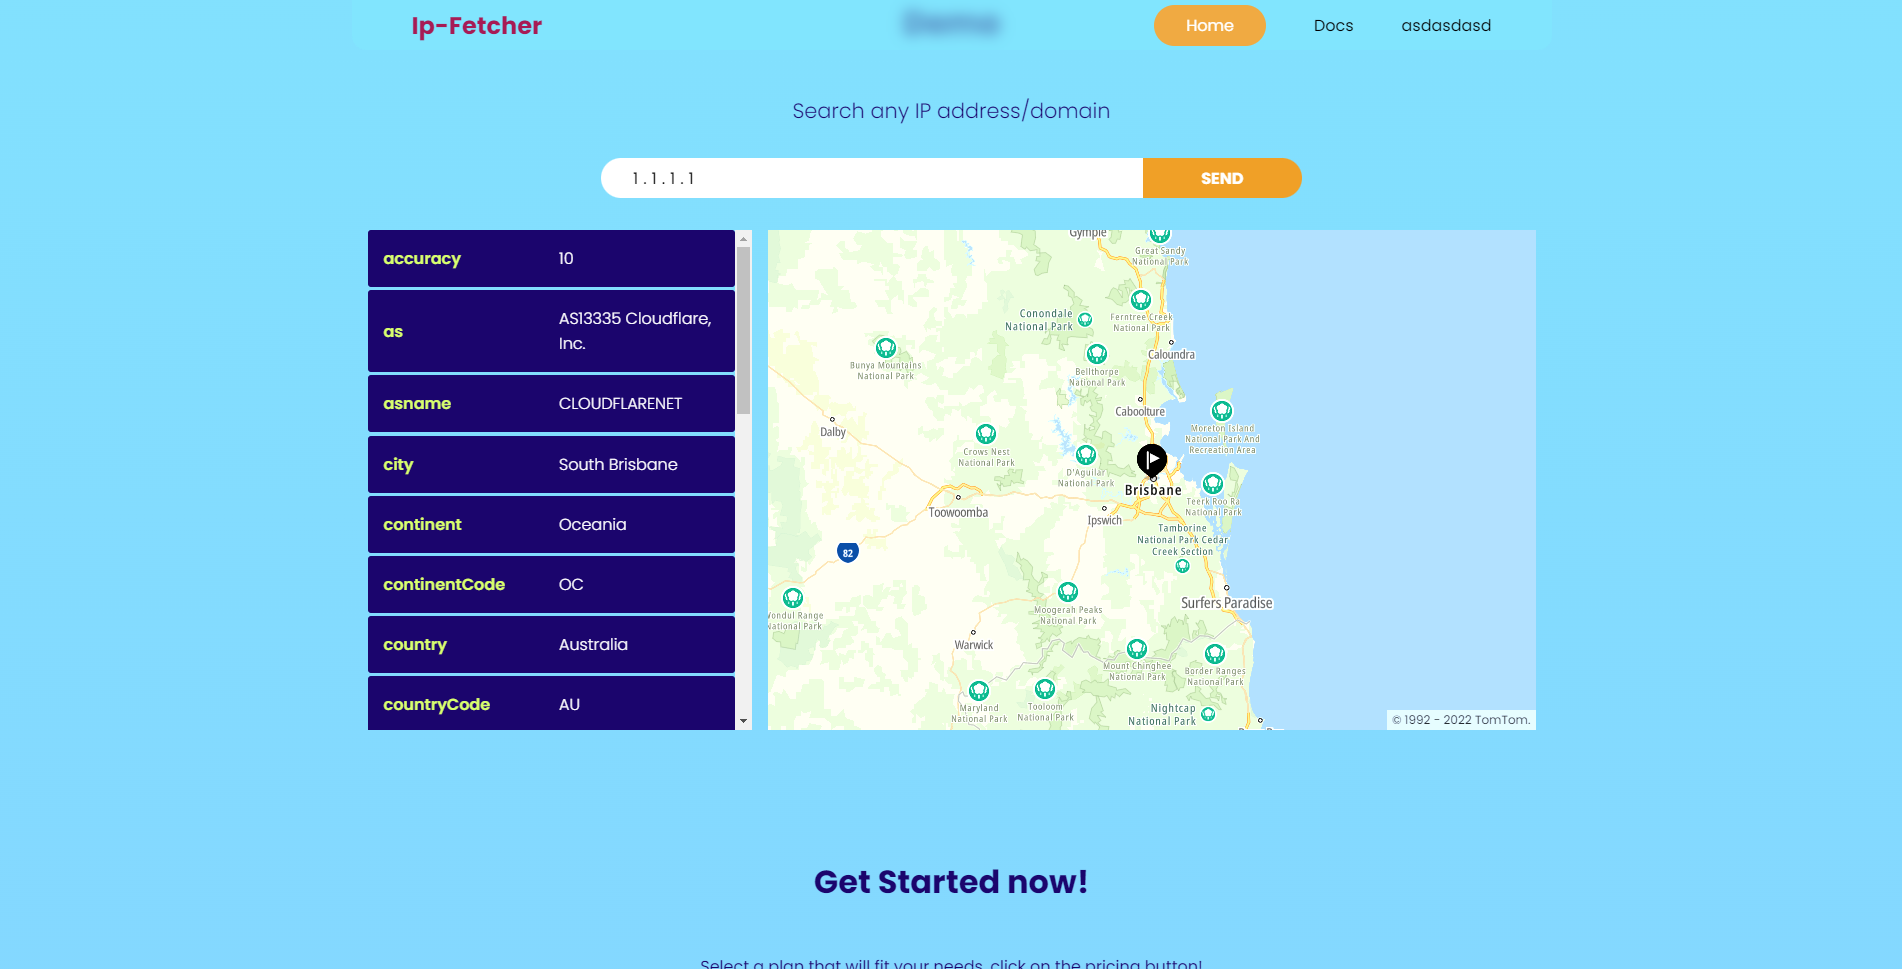 Ip-Fetcher
Demo
Home
Docs
asdasdasd
Search any IP address/domain
1.1.1.1
SEND
accuracy 10
as AS13335 Cloudflare,
Inc.
asname CLOUDFLARENET
city South Brisbane
continent Oceania
continentCode OC
country Australia
countryCode AU
Gympie
Great Sandy
National Park
Conondale
National Park
Ferntree Creek
National Park
Bunya Mountains
National Park
Bellthorpe
National Park
Caloundra
Caboolture
Dalby
Crows Nest
National Park
Moreton Island
National Park And
Recreation Area
D'Aguilar
National Park
Brisbane
Teerk Roo Ra
National Park
Toowoomba
Ipswich
Tamborine
National Park Cedar
Creek Section
82
Wondul Range
National Park
Moogerah Peaks
National Park
Surfers Paradise
Warwick
Mount Chinghee
National Park
Border Ranges
National Park
Maryland
National Park
Tooloom
National Park
Nightcap
National Park
© 1992 - 2022 TomTom.
Get Started now!
Select a plan that will fit your needs, click on the pricing button!